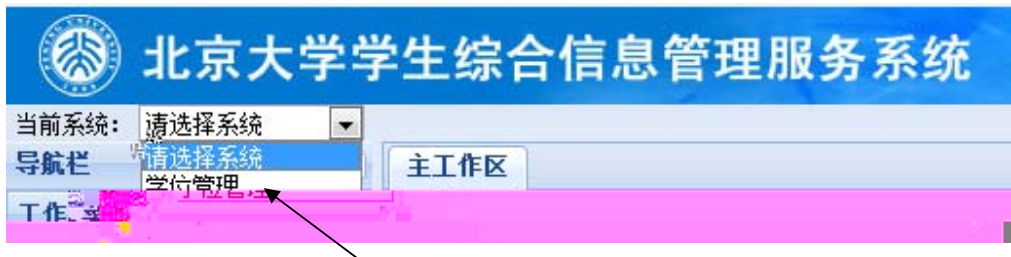 北京大学学生综合信息管理服务系统
当前系统： 请选择系统
导航栏 请选择系统 主工作区
学位管理
工作